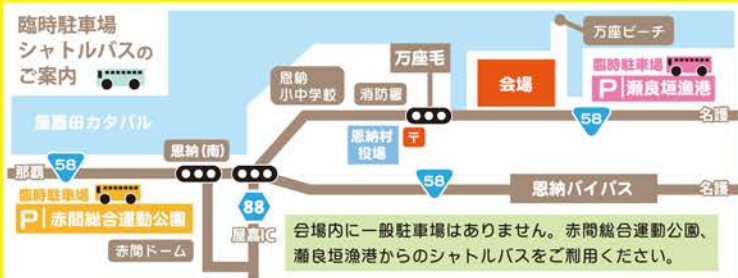 臨時駐車場
シャトルバスの
ご案内
屋嘉田カタバル
恩納
小中学校
消防署
万座毛
恩納村
役場
〒
会場
万座ビーチ
臨時駐車場
P 瀬良垣漁港
名護
58
那覇
58
恩納(南)
臨時駐車場
P 赤間総合運動公園
赤間ドーム
88
屋嘉IC
58
恩納バイパス
名護
会場内に一般駐車場はありません。赤間総合運動公園、
瀬良垣漁港からのシャトルバスをご利用ください。